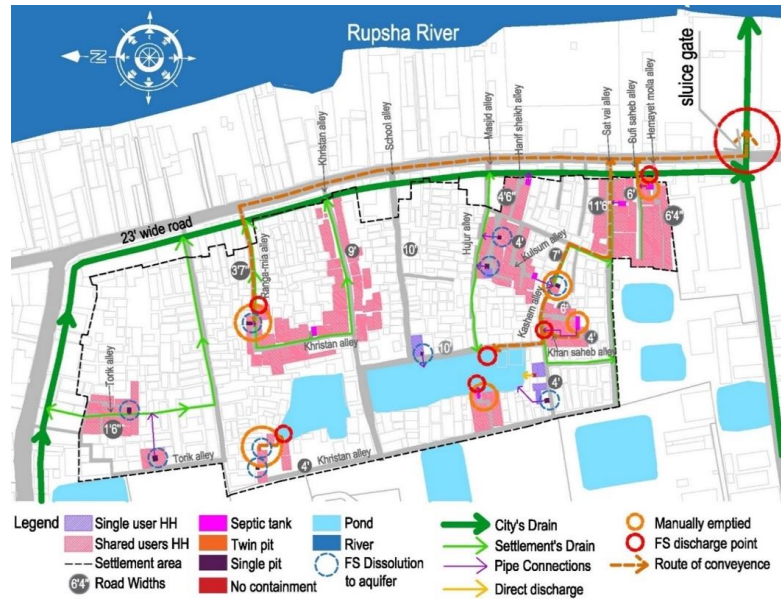 Rupsha River
N
sluice gate
Khristan alley
School alley
Masjid alley
Hanif sheikh alley
Sat vai alley
Sufi saheb alley
Hemayet molla alley
23' wide road
3'7"
Ranga-mia alley
9'
10'
Hujur alley
4'6"
4'
Kulsum alley
7'
11'6"
6'
6'4"
Kashem alley
6'
4'
Khan saheb alley
Khristan alley
10'
4'
Torik alley
1'6"
Torik alley
4'
Khristan alley
Legend
Single user HH
Shared users HH
Settlement area
6'4" Road Widths
Septic tank
Twin pit
Single pit
No containment
Pond
River
FS Dissolution
to aquifer
City's Drain
Settlement's Drain
Pipe Connections
Direct discharge
Manually emptied
FS discharge point
Route of conveyence